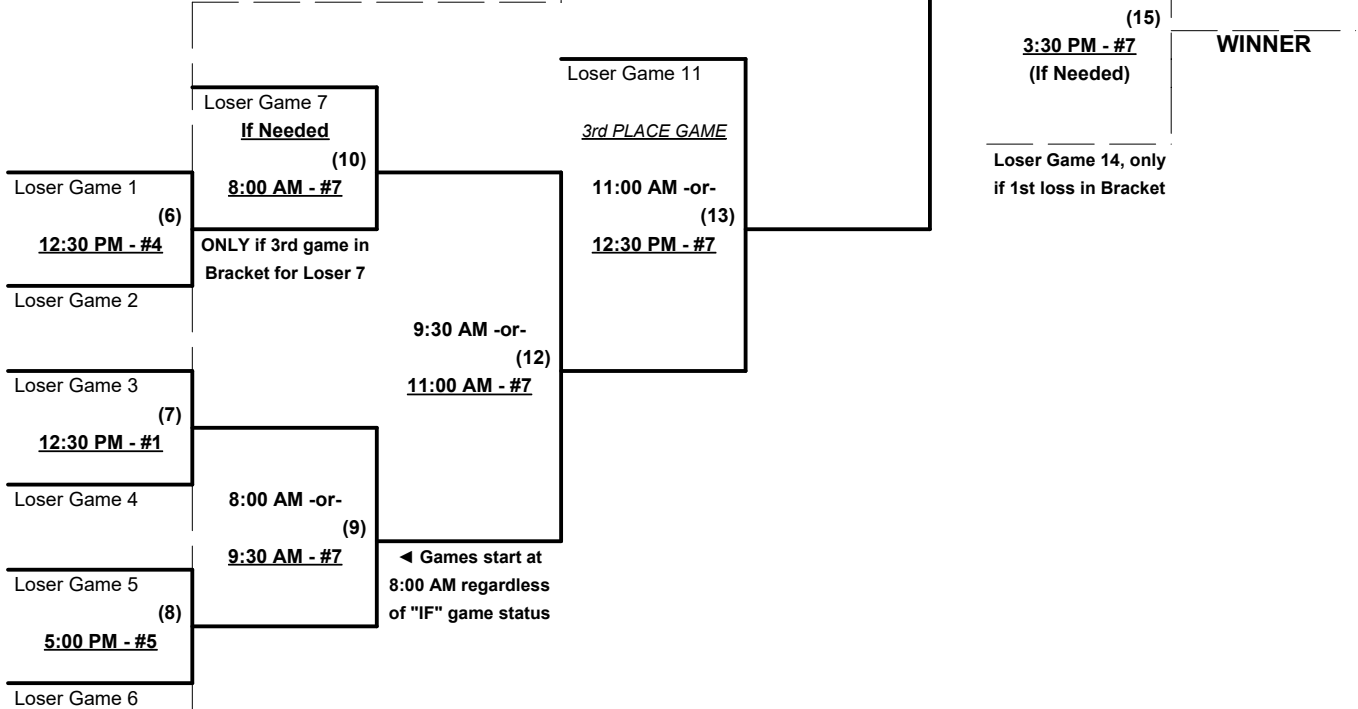 (15)
3:30 PM - #7
(If Needed)
WINNER
Loser Game 14, only
if 1st loss in Bracket
Loser Game 11
3rd PLACE GAME
11:00 AM -or-
(13)
12:30 PM - #7
Loser Game 7
If Needed
(10)
8:00 AM - #7
ONLY if 3rd game in
Bracket for Loser 7
Loser Game 1
(6)
12:30 PM - #4
Loser Game 2
9:30 AM -or-
(12)
11:00 AM - #7
Loser Game 3
(7)
12:30 PM - #1
Loser Game 4
8:00 AM -or-
(9)
9:30 AM - #7
◄ Games start at
8:00 AM regardless
of "IF" game status
Loser Game 5
(8)
5:00 PM - #5
Loser Game 6